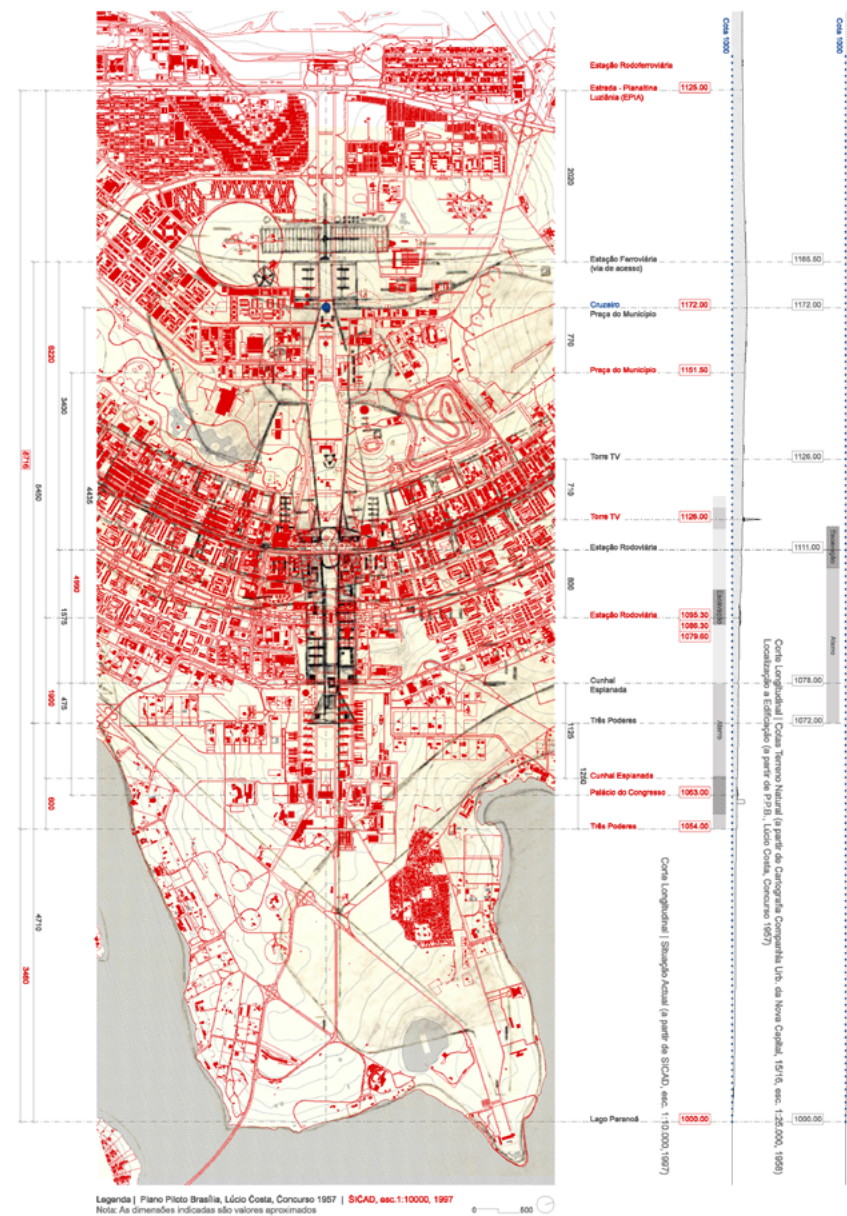 Cota 1000
Cota 1000
Estação Rodoferroviária
Estrada - Planaltina
Luziânia (EPIA)
1125.00
2020
Estação Ferroviária
(via de acesso)
1165.50
Cruzeiro
1172.00
1172.00
Praça do Município
770
6220
Praça do Município
1151.50
3430
Torre TV
1126.00
5450
4435
710
Torre TV
1126.00
Escavação
Estação Rodoviária
1111.00
4990
800
Escavação
1575
Estação Rodoviária
1095.30
1086.30
1079.60
Aterro
Cunhal
Esplanada
1078.00
1900
475
Três Poderes
1072.00
1125
Aterro
1250
Cunhal Esplanada
Palácio do Congresso
1063.00
600
Três Poderes
1054.00
4710
3460
Lago Paranoá
1000.00
1000.00
Corte Longitudinal | Situação Actual (a partir de SICAD, esc. 1:10.000,1997)
Corte Longitudinal | Cotas Terreno Natural (a partir de Cartografia Companhia Urb. da Nova Capital, 15/16, esc. 1:25.000, 1958)
Localização e Edificação (a partir de P.P.B., Lúcio Costa, Concurso 1957)
Legenda | Plano Piloto Brasília, Lúcio Costa, Concurso 1957 | SICAD, esc.1:10000, 1997
Nota: As dimensões indicadas são valores aproximados
0 500